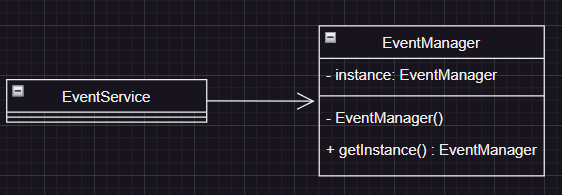 EventService
EventManager
- instance: EventManager
- EventManager()
+ getInstance() : EventManager